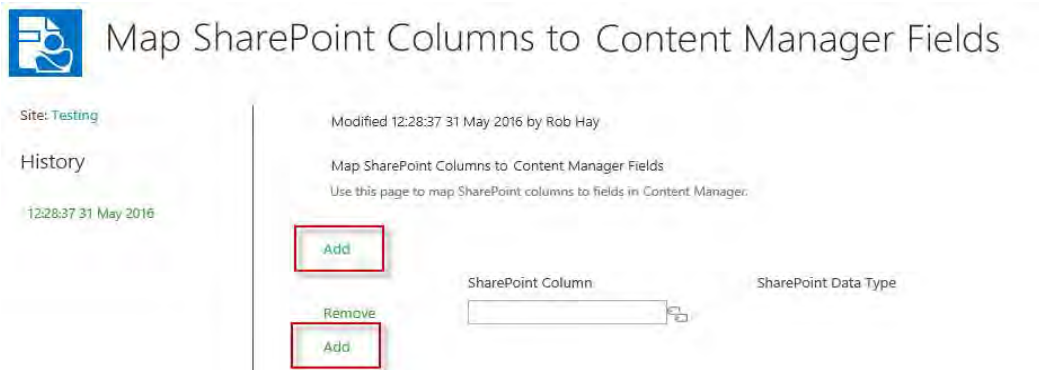 Map SharePoint Columns to Content Manager Fields
Site: Testing
History
12:28:37 31 May 2016
Modified 12:28:37 31 May 2016 by Rob Hay
Map SharePoint Columns to Content Manager Fields
Use this page to map SharePoint columns to fields in Content Manager.
Add
SharePoint Column SharePoint Data Type
Remove
Add